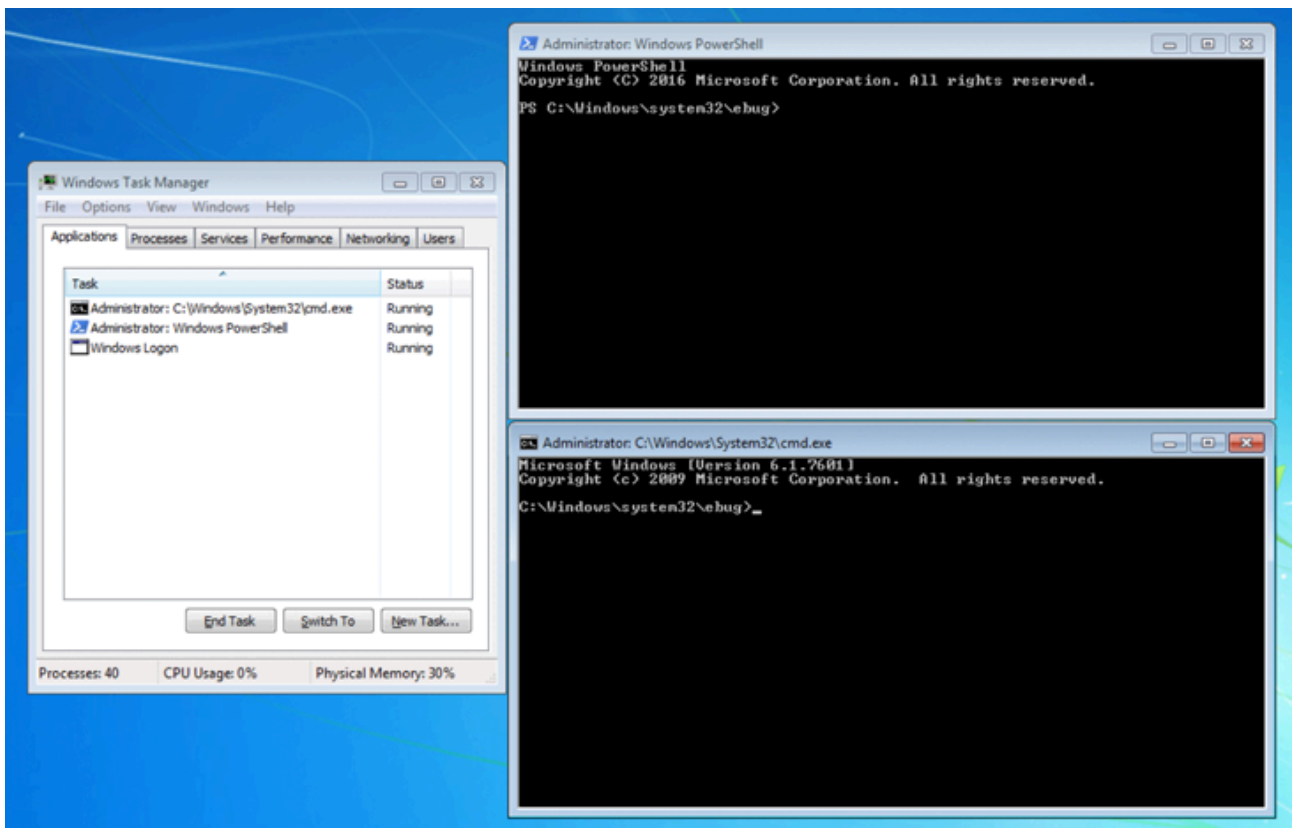 Administrator: Windows PowerShell
Windows PowerShell
Copyright (C) 2016 Microsoft Corporation. All rights reserved.
PS C:\Windows\system32\ebug>
Windows Task Manager
File Options View Windows Help
Applications Processes Services Performance Networking Users
Task Status
Administrator: C:\Windows\System32\cmd.exe Running
Administrator: Windows PowerShell Running
Windows Logon Running
End Task Switch To New Task...
Processes: 40 CPU Usage: 0% Physical Memory: 30%
Administrator: C:\Windows\System32\cmd.exe
Microsoft Windows [Version 6.1.7601]
Copyright (c) 2009 Microsoft Corporation. All rights reserved.
C:\Windows\system32\ebug>_